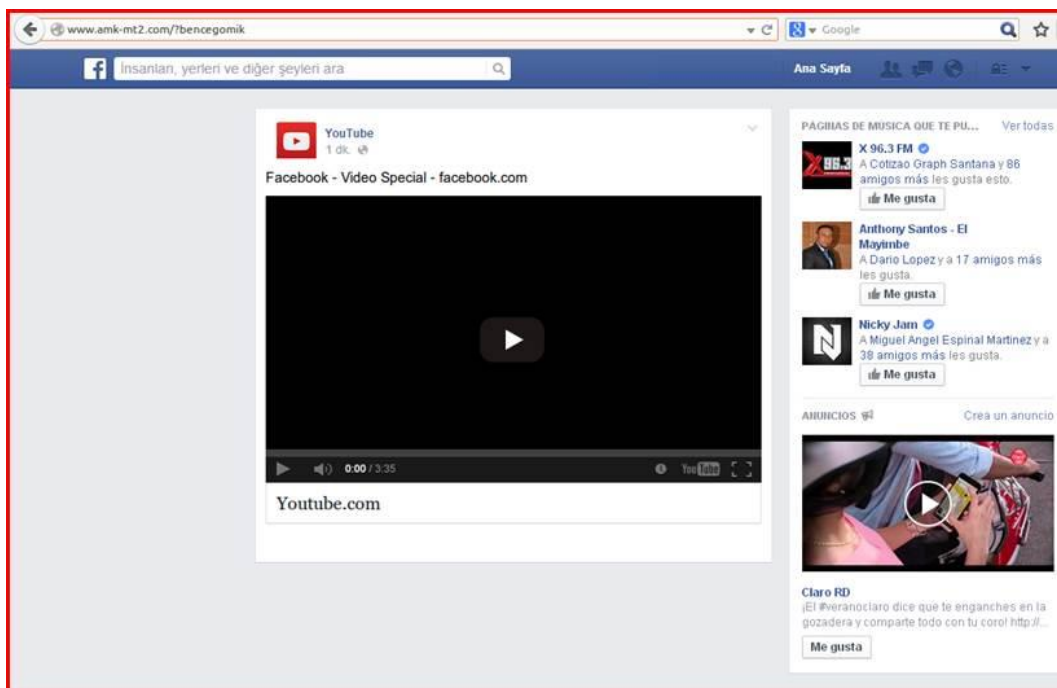 www.amk-mt2.com/?bencegomik
Google
İnsanları, yerleri ve diğer şeyleri ara
Ana Sayfa
YouTube
1 dk.
Facebook - Video Special - facebook.com
0:00 / 3:35
YouTube
Youtube.com
PÁGINAS DE MÚSICA QUE TE PU... Ver todas
X 96.3
X 96.3 FM
A Cotizao Graph Santana y 86
amigos más les gusta esto.
Me gusta
Anthony Santos - El
Mayimbe
A Dario Lopez y a 17 amigos más
les gusta.
Me gusta
Nicky Jam
A Miguel Angel Espinal Martinez y a
38 amigos más les gusta.
Me gusta
ANUNCIOS Crea un anuncio
Claro RD
¡El #veranoclaro dice que te enganches en la
gozadera y comparte todo con tu coro! http://...
Me gusta